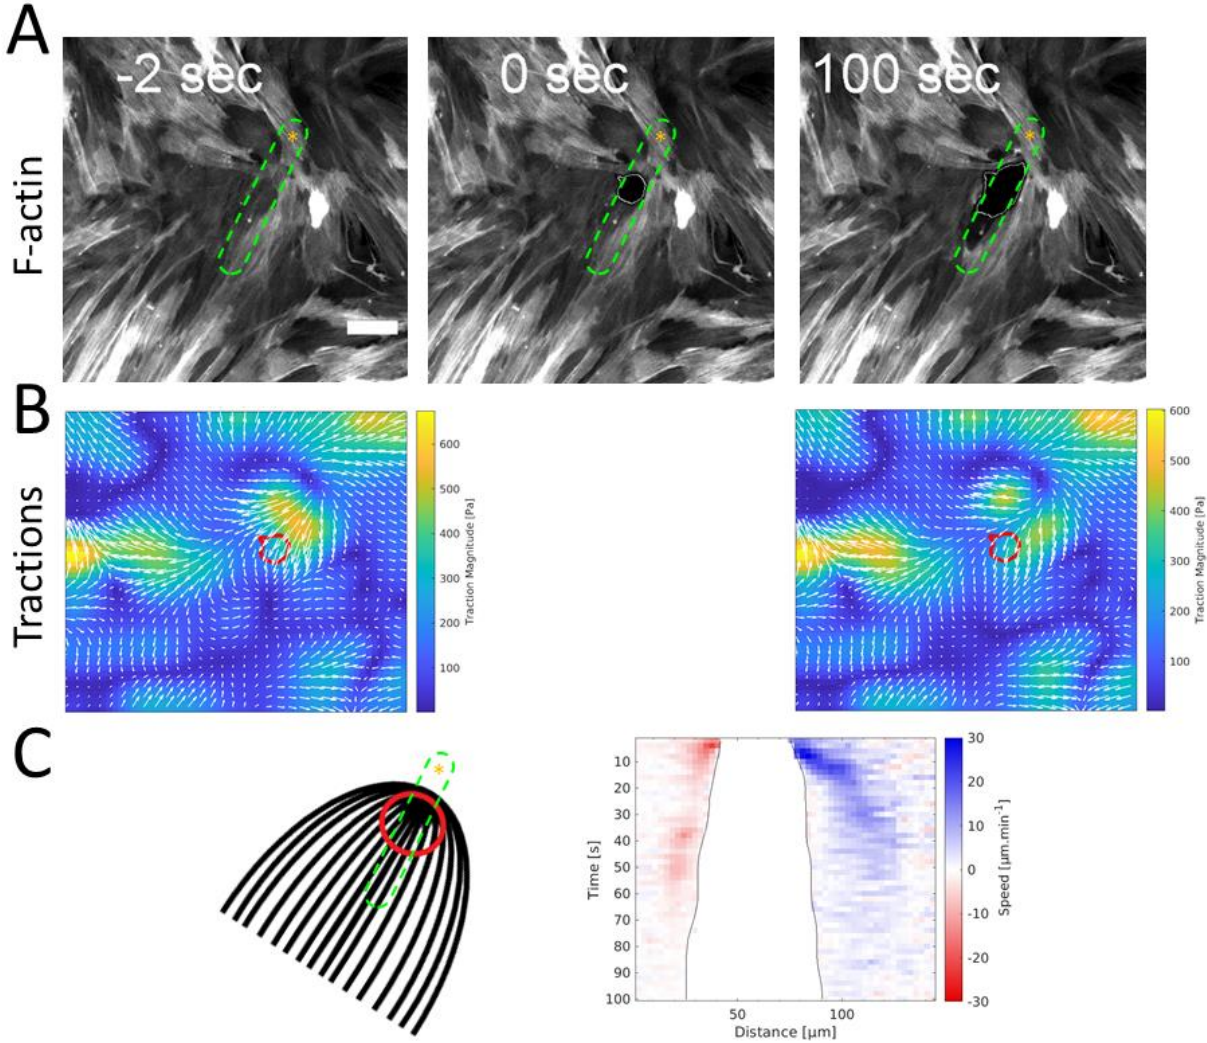 A
-2 sec
0 sec
100 sec
*
*
*
F-actin
B
Tractions
600
500
400
300
200
100
Traction Magnitude [Pa]
600
500
400
300
200
100
Traction Magnitude [Pa]
C
*
10
20
30
40
50
60
70
80
90
100
Time [s]
50
100
Distance [µm]
30
20
10
0
-10
-20
-30
Speed [µm.min⁻¹]